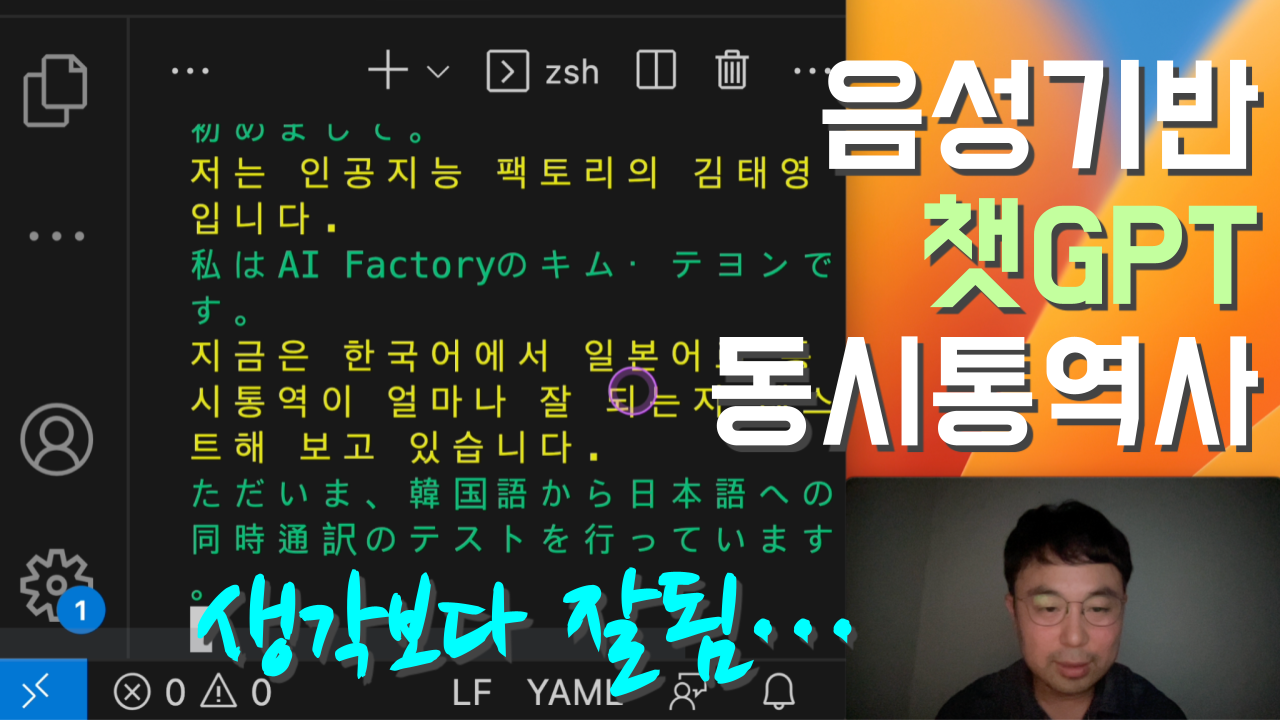 zsh
初めまして。
저는 인공지능 팩토리의 김태영
입니다.
私はAI Factoryのキム・テヨンで
す。
지금은 한국어에서 일본어로
시통역이 얼마나 잘 되는지
트해 보고 있습니다.
ただいま、韓国語から日本語への
同時通訳のテストを行っています
。
음성기반
챗GPT
동시통역사
생각보다 잘됨...
1
0 0 LF YAML